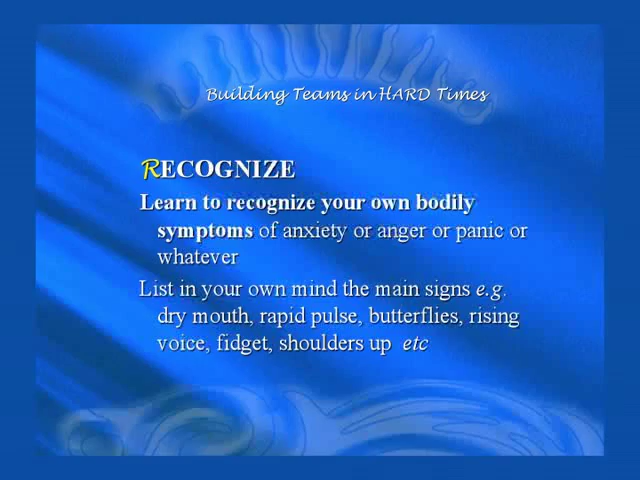 Building Teams in HARD Times
RECOGNIZE
Learn to recognize your own bodily
symptoms of anxiety or anger or panic or
whatever
List in your own mind the main signs e.g.
dry mouth, rapid pulse, butterflies, rising
voice, fidget, shoulders up etc